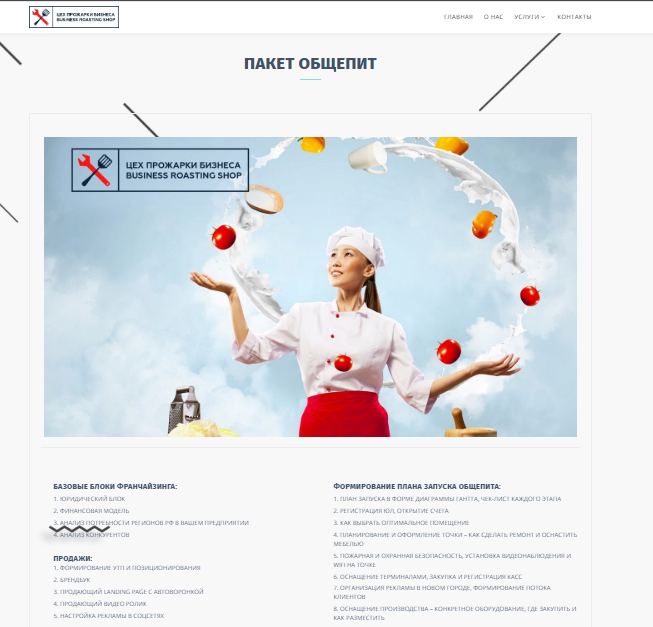 ЦЕХ ПРОЖАРКИ БИЗНЕСА
BUSINESS ROASTING SHOP
ГЛАВНАЯ О НАС УСЛУГИ КОНТАКТЫ
ПАКЕТ ОБЩЕПИТ
ЦЕХ ПРОЖАРКИ БИЗНЕСА
BUSINESS ROASTING SHOP
БАЗОВЫЕ БЛОКИ ФРАНЧАЙЗИНГА:
1. ЮРИДИЧЕСКИЙ БЛОК
2. ФИНАНСОВАЯ МОДЕЛЬ
3. АНАЛИЗ ПОТРЕБНОСТИ РЕГИОНОВ РФ В ВАШЕМ ПРЕДПРИЯТИИ
4. АНАЛИЗ КОНКУРЕНТОВ
ПРОДАЖИ:
1. ФОРМИРОВАНИЕ УТП И ПОЗИЦИОНИРОВАНИЯ
2. БРЕНДБУК
3. ПРОДАЮЩИЙ LANDING PAGE С АВТОВОРОНКОЙ
4. ПРОДАЮЩИЙ ВИДЕО РОЛИК
5. НАСТРОЙКА РЕКЛАМЫ В СОЦСЕТЯХ
ФОРМИРОВАНИЕ ПЛАНА ЗАПУСКА ОБЩЕПИТА:
1. ПЛАН ЗАПУСКА В ФОРМЕ ДИАГРАММЫ ГАНТТА, ЧЕК-ЛИСТ КАЖДОГО ЭТАПА
2. РЕГИСТРАЦИЯ ЮЛ, ОТКРЫТИЕ СЧЕТА
3. КАК ВЫБРАТЬ ОПТИМАЛЬНОЕ ПОМЕЩЕНИЕ
4. ПЛАНИРОВАНИЕ И ОФОРМЛЕНИЕ ТОЧКИ – КАК СДЕЛАТЬ РЕМОНТ И ОСНАСТИТЬ
МЕБЕЛЬЮ
5. ПОЖАРНАЯ И ОХРАННАЯ БЕЗОПАСНОСТЬ, УСТАНОВКА ВИДЕОНАБЛЮДЕНИЯ И
WIFI НА ТОЧКЕ
6. ОСНАЩЕНИЕ ТЕРМИНАЛАМИ, ЗАКУПКА И РЕГИСТРАЦИЯ КАСС
7. ОРГАНИЗАЦИЯ РЕКЛАМЫ В НОВОМ ГОРОДЕ, ФОРМИРОВАНИЕ ПОТОКА
КЛИЕНТОВ
8. ОСНАЩЕНИЕ ПРОИЗВОДСТВА – КОНКРЕТНОЕ ОБОРУДОВАНИЕ, ГДЕ ЗАКУПИТЬ И
КАК РАЗМЕСТИТЬ